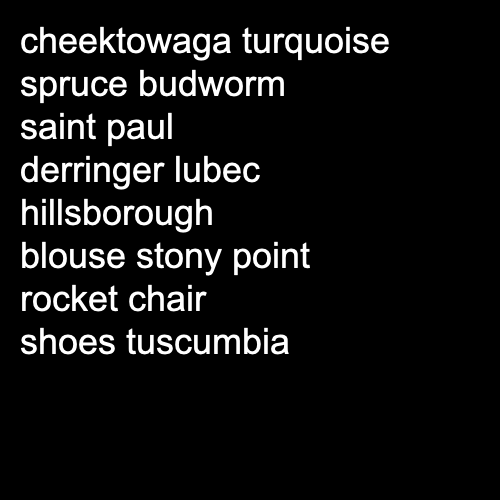 cheektowaga turquoise
spruce budworm
saint paul
derringer lubec
hillsborough
blouse stony point
rocket chair
shoes tuscumbia